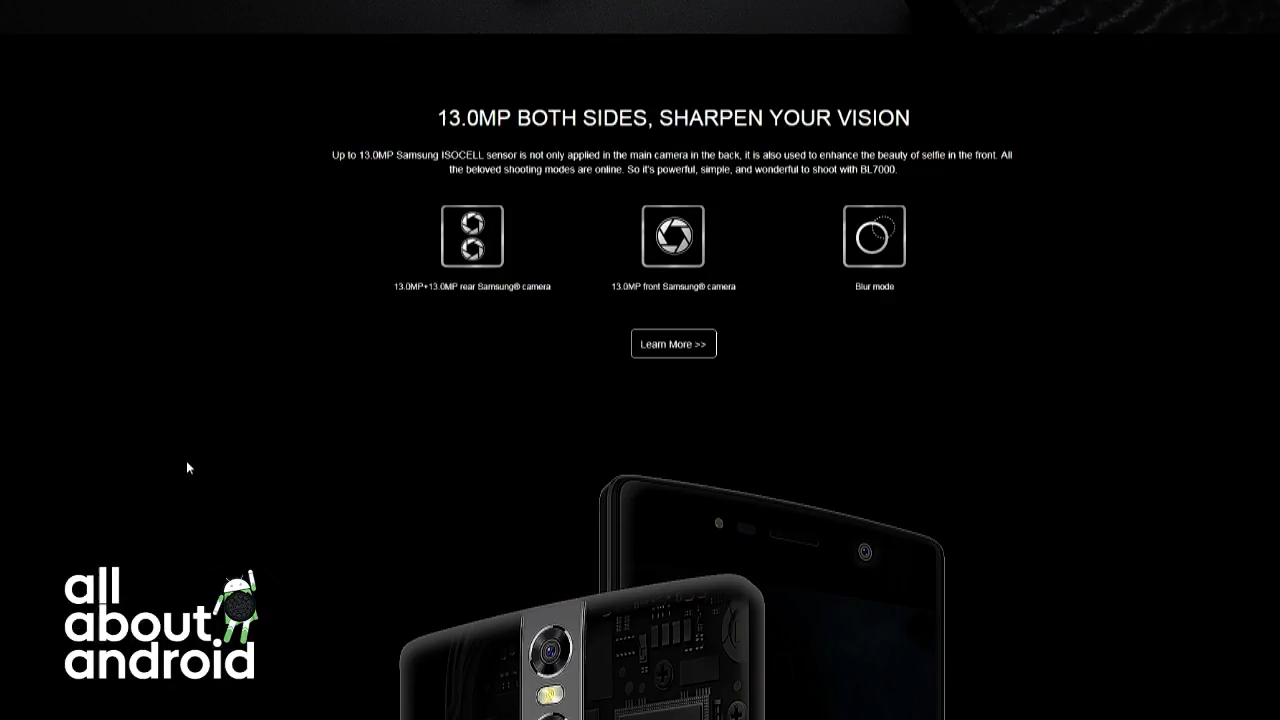 13.0MP BOTH SIDES, SHARPEN YOUR VISION
Up to 13.0MP Samsung ISOCELL sensor is not only applied in the main camera in the back, it is also used to enhance the beauty of selfie in the front. All
the beloved shooting modes are online. So it's powerful, simple, and wonderful to shoot with BL7000.
13.0MP+13.0MP rear Samsung® camera
13.0MP front Samsung® camera
Blur mode
Learn More >>
all
about
android